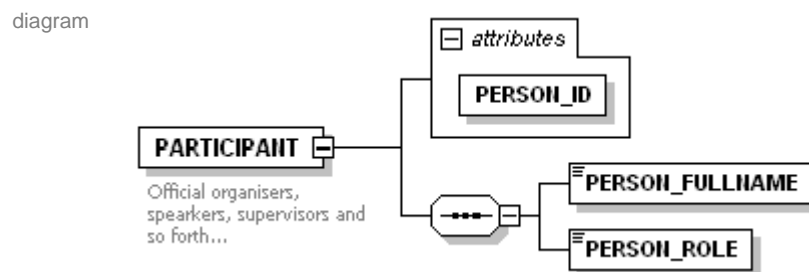 diagram
attributes
PERSON_ID
PARTICIPANT
Official organisers,
spearkers, supervisors and
so forth...
PERSON_FULLNAME
PERSON_ROLE